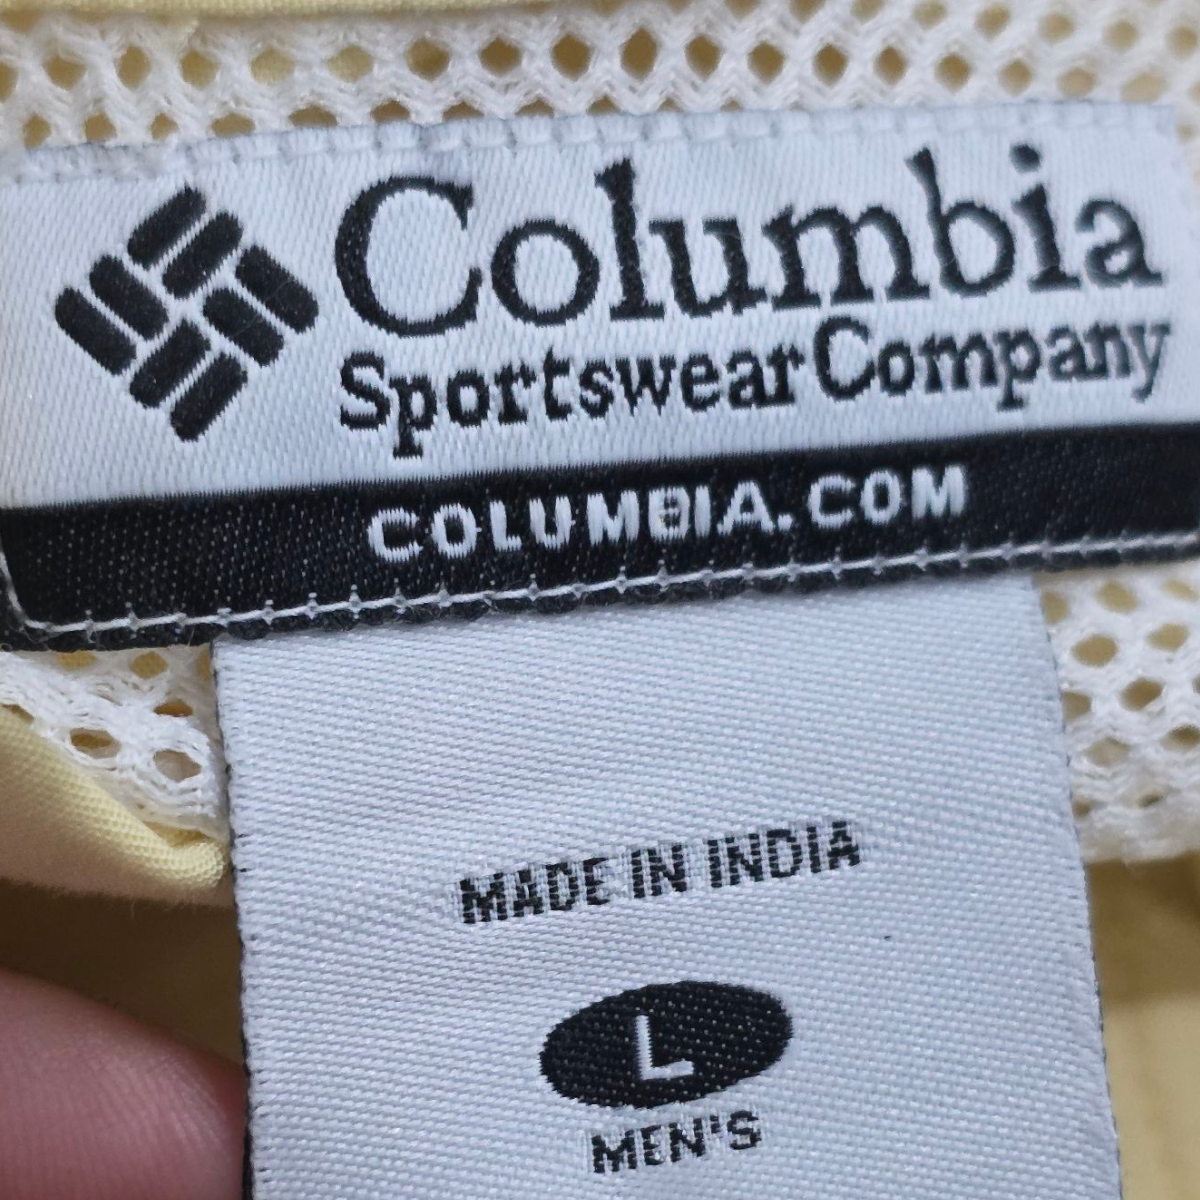 Columbia
Sportswear Company
COLUMBIA.COM
MADE IN INDIA
L
MEN'S